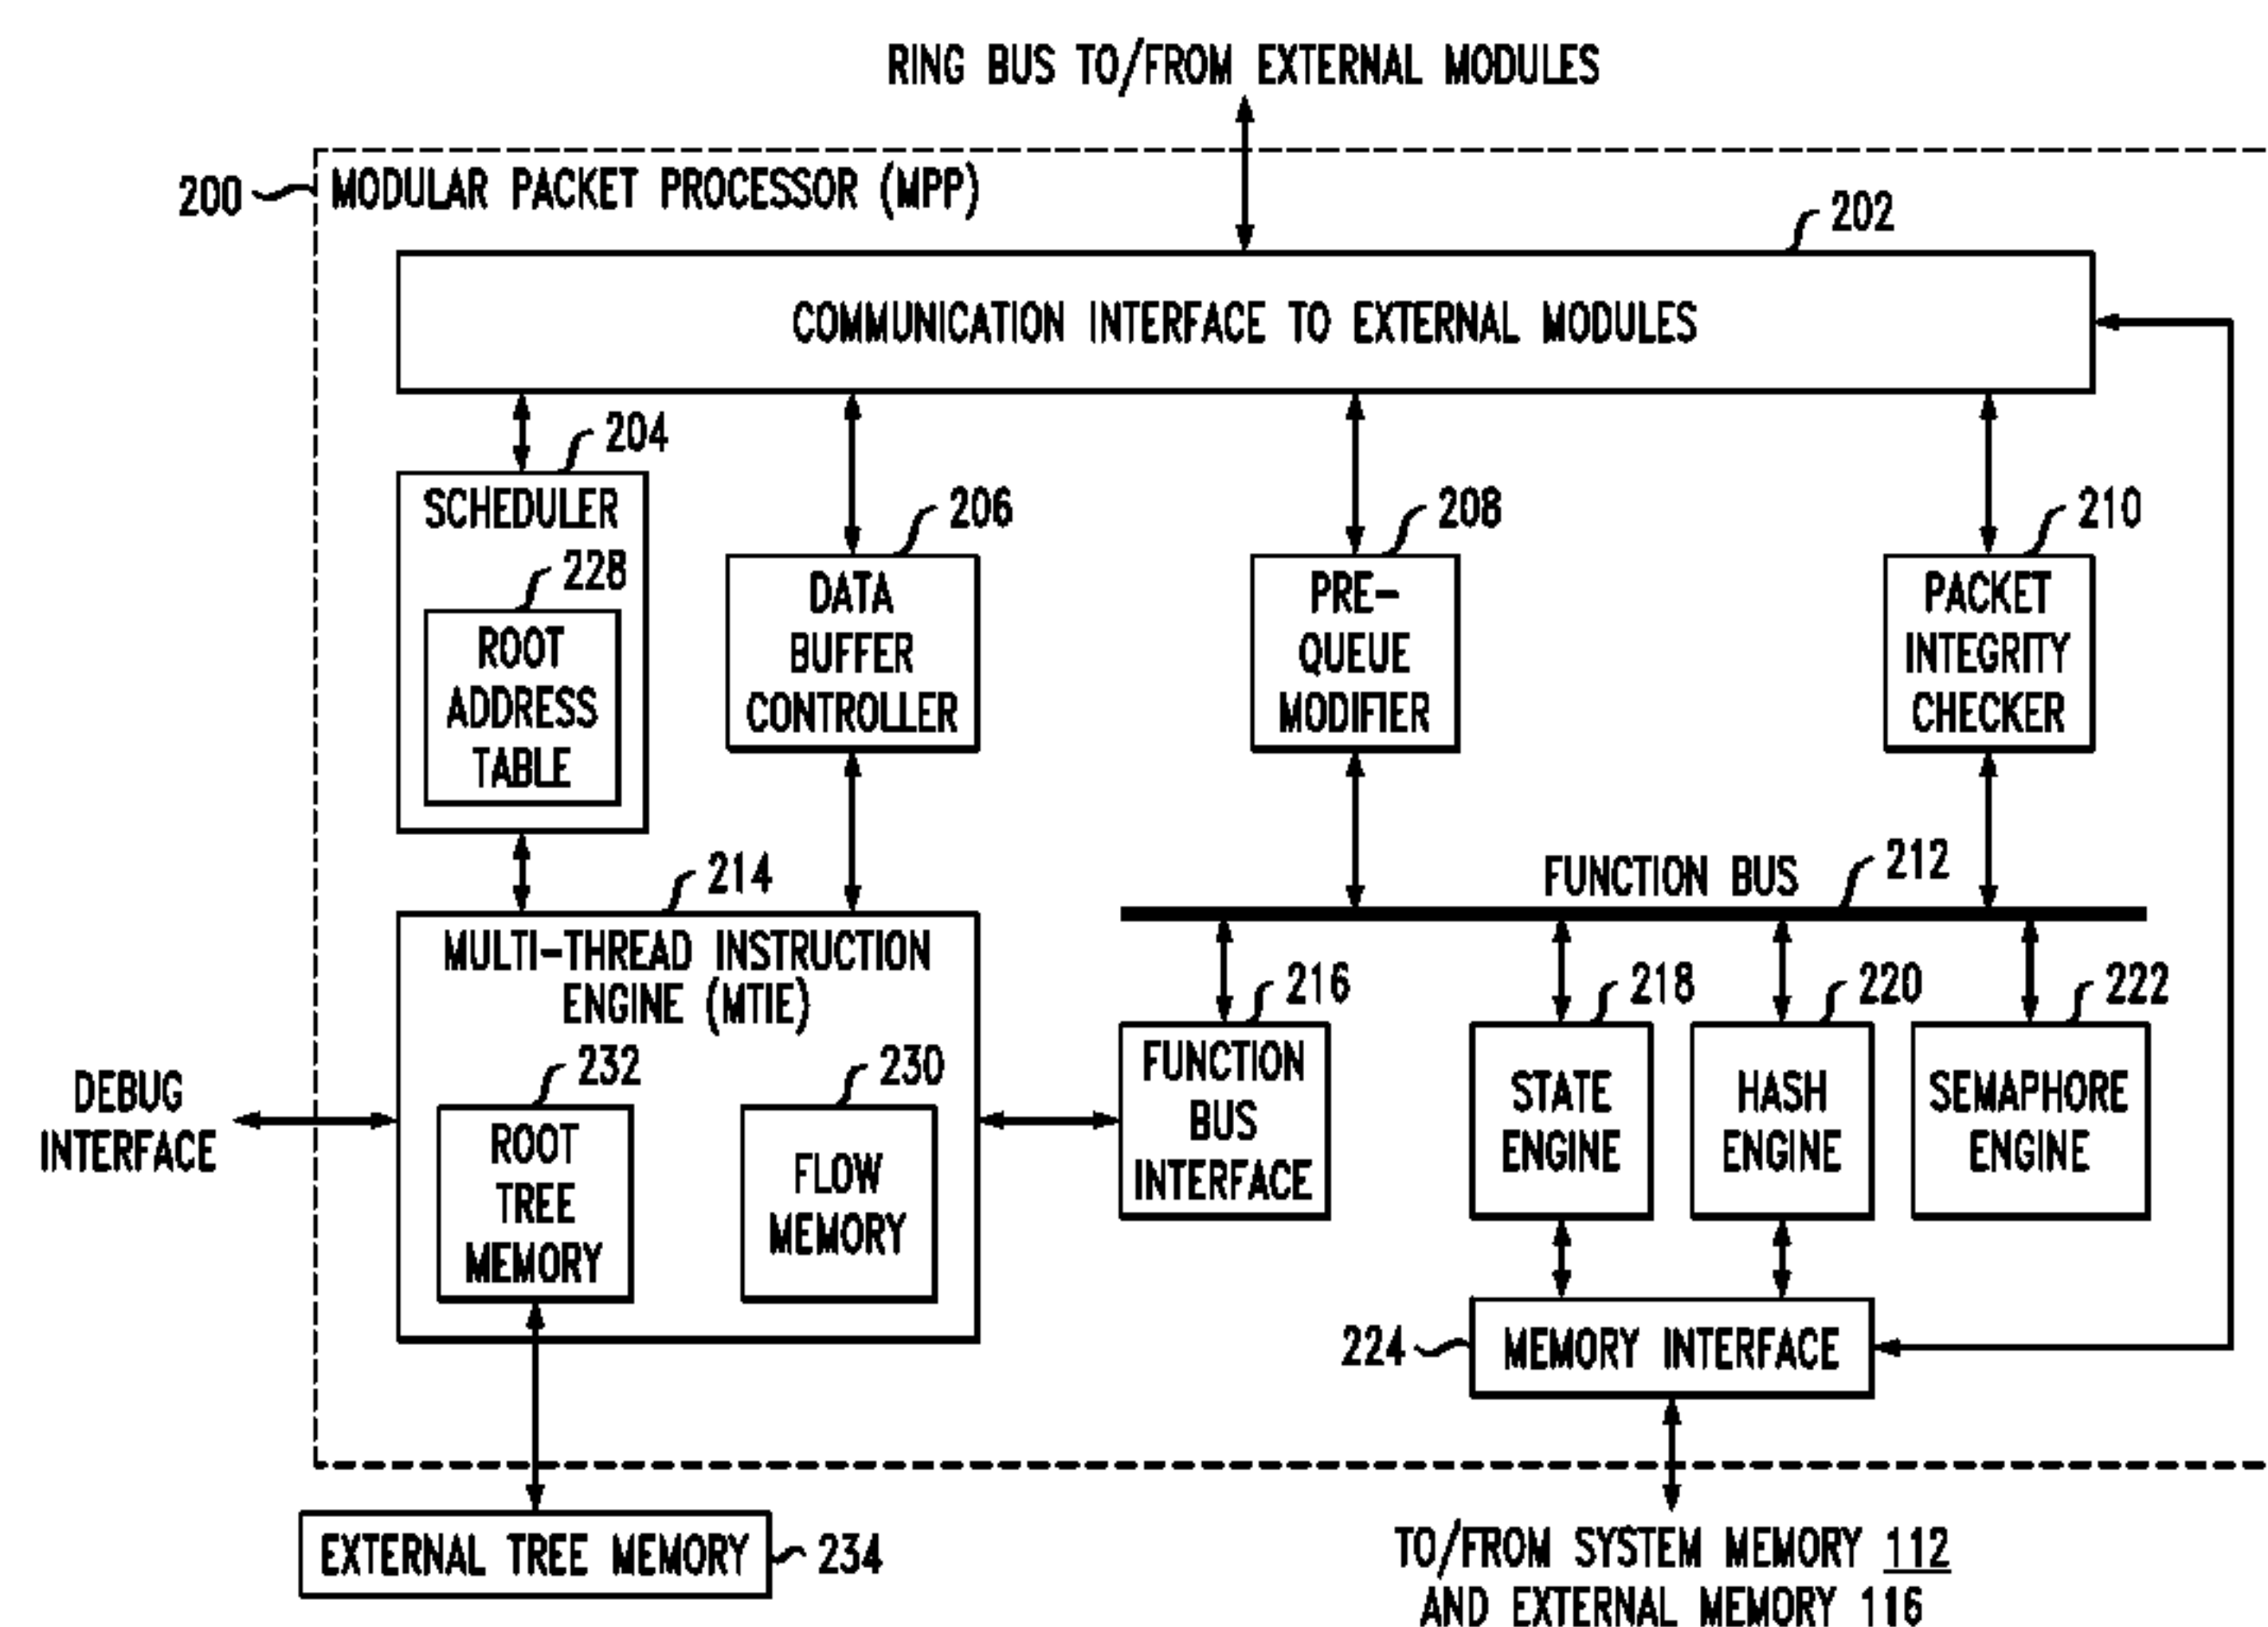 RING BUS TO/FROM EXTERNAL MODULES
200
MODULAR PACKET PROCESSOR (MPP)
202
COMMUNICATION INTERFACE TO EXTERNAL MODULES
204
SCHEDULER
228
ROOT
ADDRESS
TABLE
206
DATA
BUFFER
CONTROLLER
208
PRE-
QUEUE
MODIFIER
210
PACKET
INTEGRITY
CHECKER
FUNCTION BUS
212
214
MULTI-THREAD INSTRUCTION
ENGINE (MTIE)
232
ROOT
TREE
MEMORY
230
FLOW
MEMORY
DEBUG
INTERFACE
216
FUNCTION
BUS
INTERFACE
218
STATE
ENGINE
220
HASH
ENGINE
222
SEMAPHORE
ENGINE
224
MEMORY INTERFACE
EXTERNAL TREE MEMORY
234
TO/FROM SYSTEM MEMORY 112
AND EXTERNAL MEMORY 116